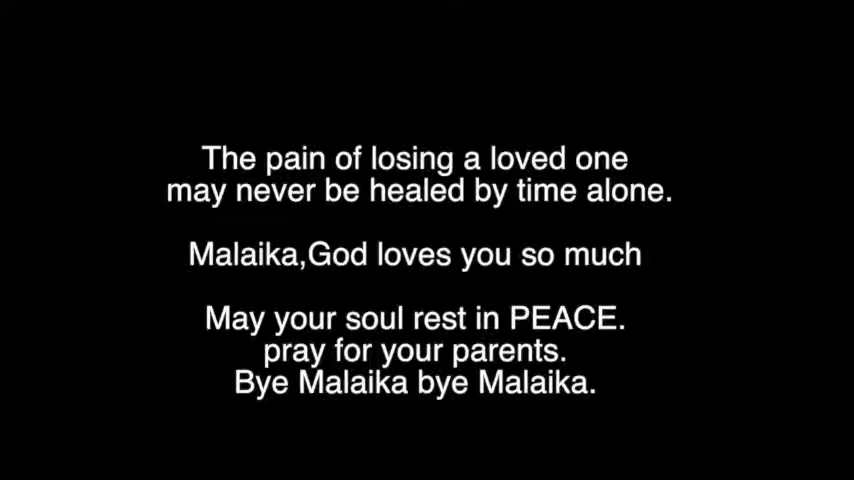 The pain of losing a loved one
may never be healed by time alone.
Malaika,God loves you so much
May your soul rest in PEACE.
pray for your parents.
Bye Malaika bye Malaika.